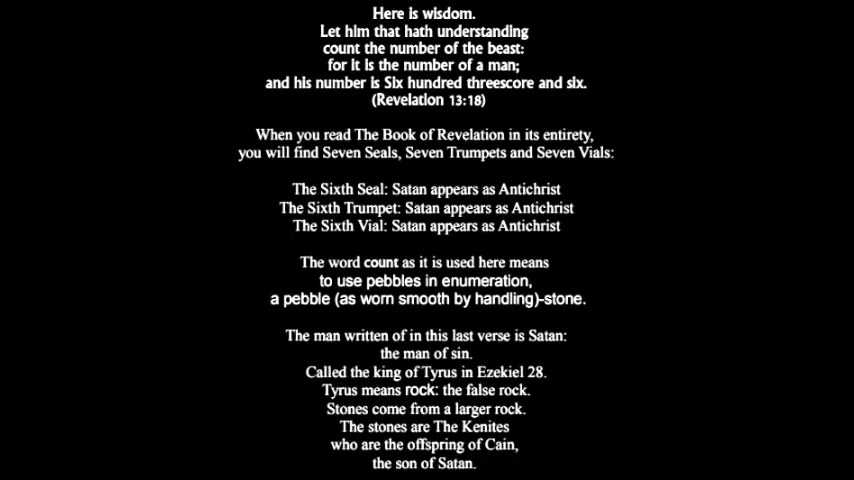 Here is wisdom.
Let him that hath understanding
count the number of the beast:
for it is the number of a man;
and his number is Six hundred threescore and six.
(Revelation 13:18)
When you read The Book of Revelation in its entirety,
you will find Seven Seals, Seven Trumpets and Seven Vials:
The Sixth Seal: Satan appears as Antichrist
The Sixth Trumpet: Satan appears as Antichrist
The Sixth Vial: Satan appears as Antichrist
The word count as it is used here means
to use pebbles in enumeration,
a pebble (as worn smooth by handling)-stone.
The man written of in this last verse is Satan:
the man of sin.
Called the king of Tyrus in Ezekiel 28.
Tyrus means rock: the false rock.
Stones come from a larger rock.
The stones are The Kenites
who are the offspring of Cain,
the son of Satan.